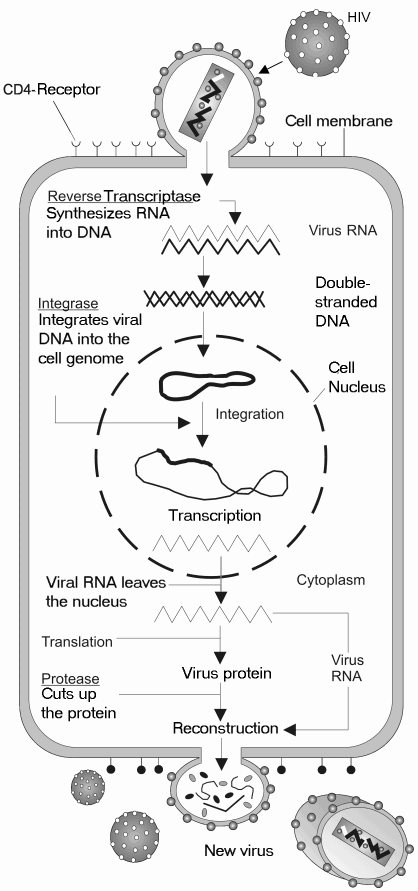 HIV
CD4-Receptor
Cell membrane
Reverse Transcriptase
Synthesizes RNA
into DNA
Virus RNA
Double-
stranded
DNA
Integrase
Integrates viral
DNA into the
cell genome
Cell
Nucleus
Integration
Transcription
Viral RNA leaves
the nucleus
Cytoplasm
Translation
Virus protein
Virus
RNA
Protease
Cuts up
the protein
Reconstruction
New virus